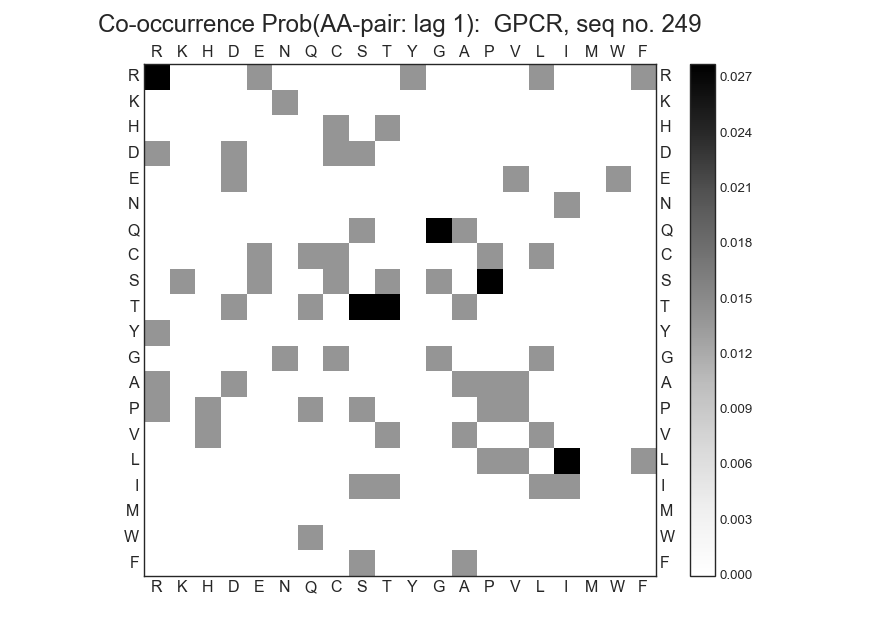 Co-occurrence Prob(AA-pair: lag 1):  GPCR, seq no. 249
R K H D E N Q C S T Y G A P V L I M W F
R R 0.027
K K
H H 0.024
D D
E E 0.021
N N
Q Q 0.018
C C
S S 0.015
T T
Y Y 0.012
G G
A A 0.009
P P
V V
L L 0.006
I I
M M 0.003
W W
F F 0.000
R K H D E N Q C S T Y G A P V L I M W F